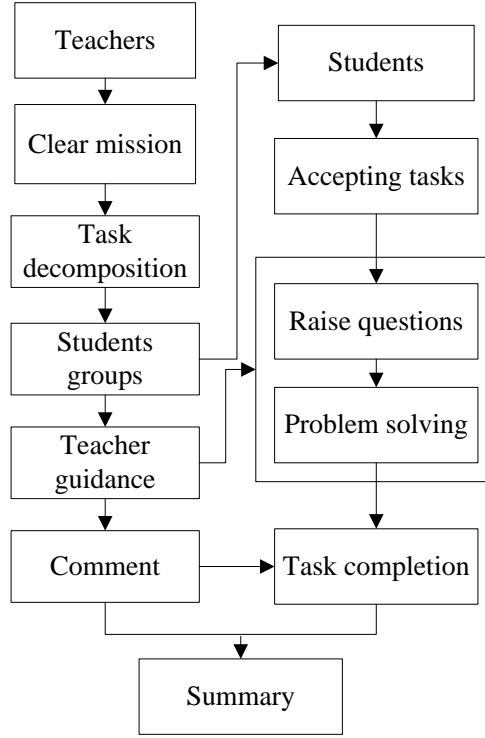 Teachers
Clear mission
Task
decomposition
Students
groups
Teacher
guidance
Comment
Students
Accepting tasks
Raise questions
Problem solving
Task completion
Summary